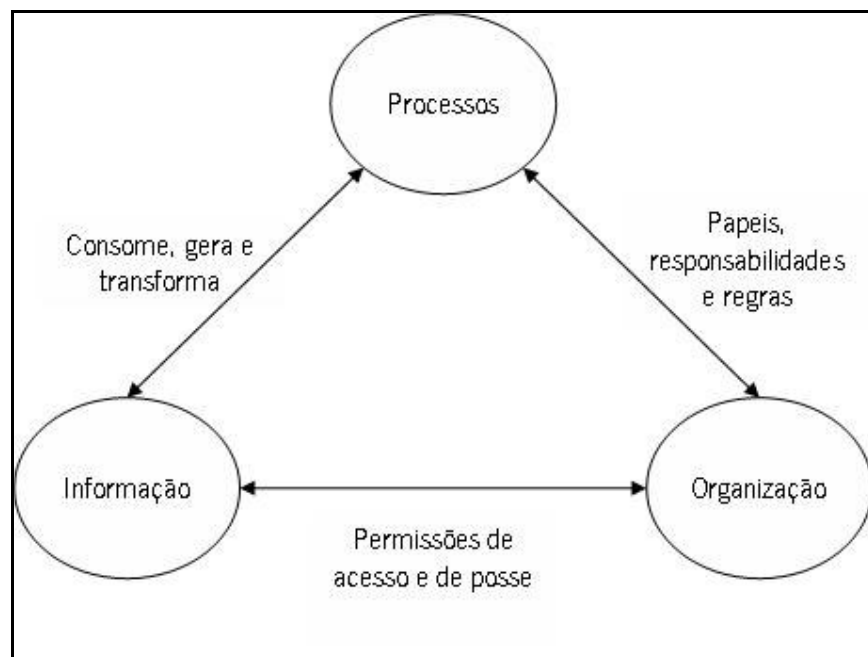 Processos
Consome, gera e
transforma
Papeis,
responsabilidades
e regras
Informação
Organização
Permissões de
acesso e de posse